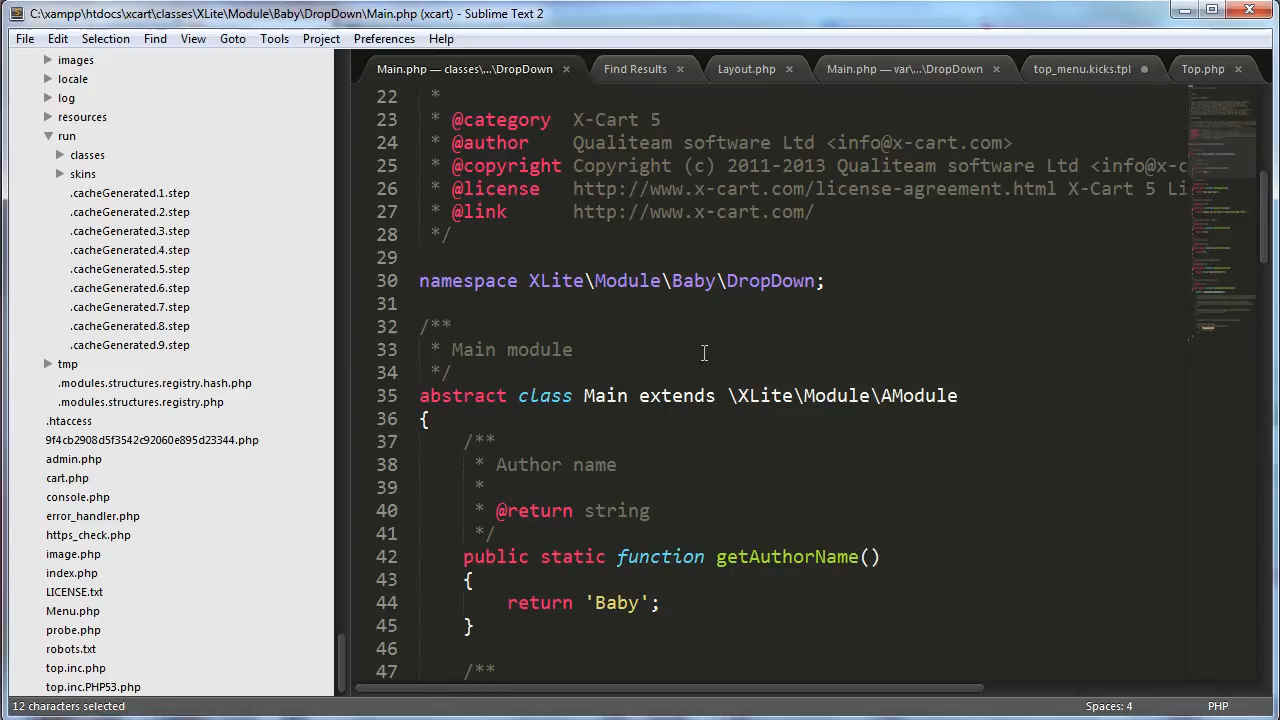 C:\xampp\htdocs\xcart\classes\XLite\Module\Baby\DropDown\Main.php (xcart) - Sublime Text 2
File Edit Selection Find View Goto Tools Project Preferences Help
images
locale
log
resources
run
classes
skins
.cacheGenerated.1.step
.cacheGenerated.2.step
.cacheGenerated.3.step
.cacheGenerated.4.step
.cacheGenerated.5.step
.cacheGenerated.6.step
.cacheGenerated.7.step
.cacheGenerated.8.step
.cacheGenerated.9.step
tmp
.modules.structures.registry.hash.php
.modules.structures.registry.php
.htaccess
9f4cb2908d5f3542c92060e895d23344.php
admin.php
cart.php
console.php
error_handler.php
https_check.php
image.php
index.php
LICENSE.txt
Menu.php
probe.php
robots.txt
top.inc.php
top.inc.PHP53.php
Main.php — classes\...\DropDown × Find Results × Layout.php × Main.php — var\...\DropDown × top_menu.kicks.tpl Top.php ×
22 *
23 * @category X-Cart 5
24 * @author Qualiteam software Ltd <info@x-cart.com>
25 * @copyright Copyright (c) 2011-2013 Qualiteam software Ltd <info@x-c
26 * @license http://www.x-cart.com/license-agreement.html X-Cart 5 Li
27 * @link http://www.x-cart.com/
28 */
29
30 namespace XLite\Module\Baby\DropDown;
31
32 /**
33 * Main module
34 */
35 abstract class Main extends \XLite\Module\AModule
36 {
37 /**
38 * Author name
39 *
40 * @return string
41 */
42 public static function getAuthorName()
43 {
44 return 'Baby';
45 }
46
47 /**
12 characters selected Spaces: 4 PHP